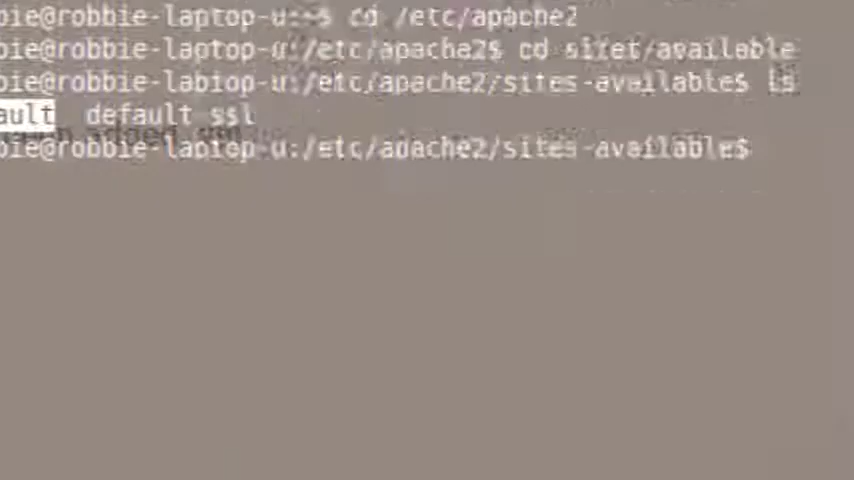 bie@robbie-laptop-u:~$ cd /etc/apache2
bie@robbie-laptop-u:/etc/apache2$ cd sites-available
bie@robbie-laptop-u:/etc/apache2/sites-available$ ls
ault default ssl
bie@robbie-laptop-u:/etc/apache2/sites-available$